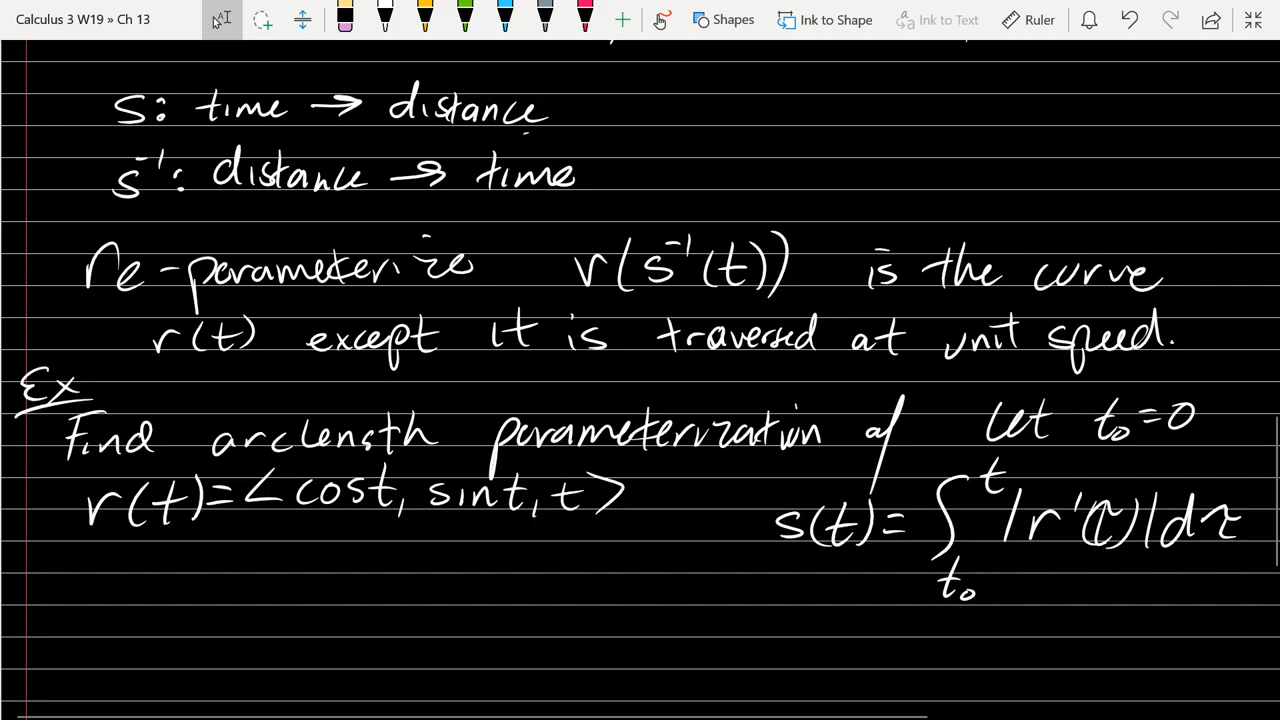 Calculus 3 W19 » Ch 13
Shapes
Ink to Shape
Ink to Text
Ruler
s: time → distance
s⁻¹: distance → time
re-parameterize r(s⁻¹(t)) is the curve
r(t) except it is traversed at unit speed.
Ex
Find arclength parameterization of
r(t)=<cost, sint, t>
let t₀=0
s(t)= ∫_{t₀}^{t} |r'(τ)|dτ